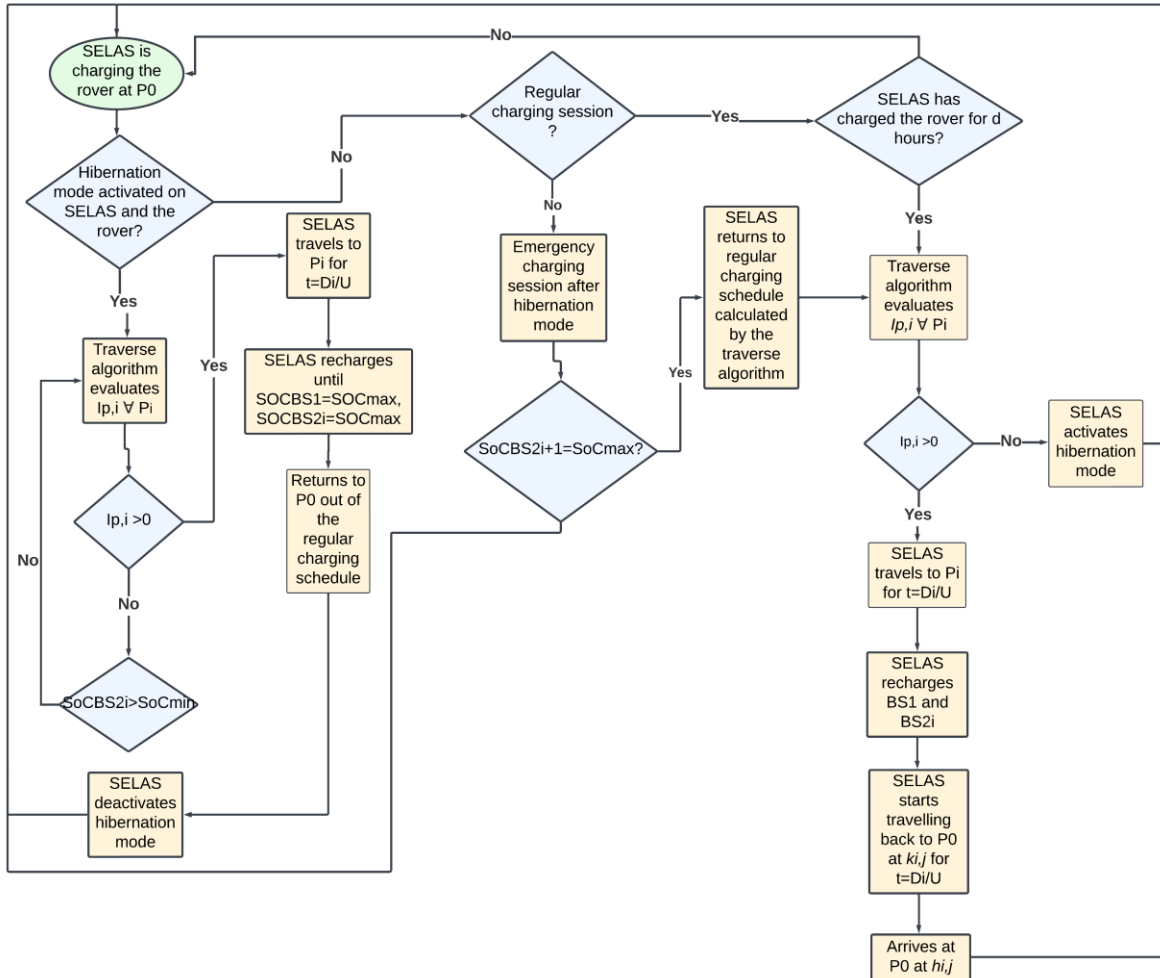 SELAS is
charging the
rover at P0
No
Regular
charging session
?
Yes
SELAS has
charged the rover for d
hours?
Hibernation
mode activated on
SELAS and the
rover?
No
No
Yes
SELAS
travels to
Pi for
t=Di/U
Emergency
charging
session after
hibernation
mode
SELAS
returns to
regular
charging
schedule
calculated
by the
traverse
algorithm
Traverse
algorithm
evaluates
Ip,i ∀ Pi
Yes
Traverse
algorithm
evaluates
Ip,i ∀ Pi
Yes
SELAS recharges
until
SOCBS1=SOCmax,
SOCBS2i=SOCmax
Yes
SoCBS2i+1=SoCmax?
Ip,i >0
No
SELAS
activates
hibernation
mode
Returns to
P0 out of
the
regular
charging
schedule
Ip,i >0
No
No
Yes
SELAS
travels to Pi
for t=Di/U
SoCBS2i>SoCmin
SELAS
recharges
BS1 and
BS2i
SELAS
deactivates
hibernation
mode
SELAS
starts
travelling
back to P0
at ki,j for
t=Di/U
Arrives at
P0 at hi,j